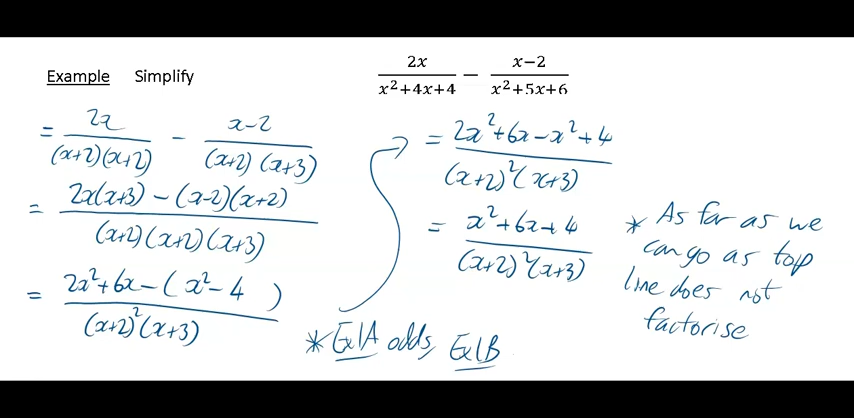 Example Simplify 2x/(x²+4x+4) − (x−2)/(x²+5x+6)
= 2x/((x+2)(x+2)) − (x-2)/((x+2)(x+3))
= (2x(x+3) − (x-2)(x+2))/((x+2)(x+2)(x+3))
= (2x²+6x−(x²−4))/((x+2)²(x+3))
= (2x²+6x−x²+4)/((x+2)²(x+3))
= (x²+6x+4)/((x+2)²(x+3))
* As far as we
can go as top
line does not
factorise
* Ex1A odds, Ex1B